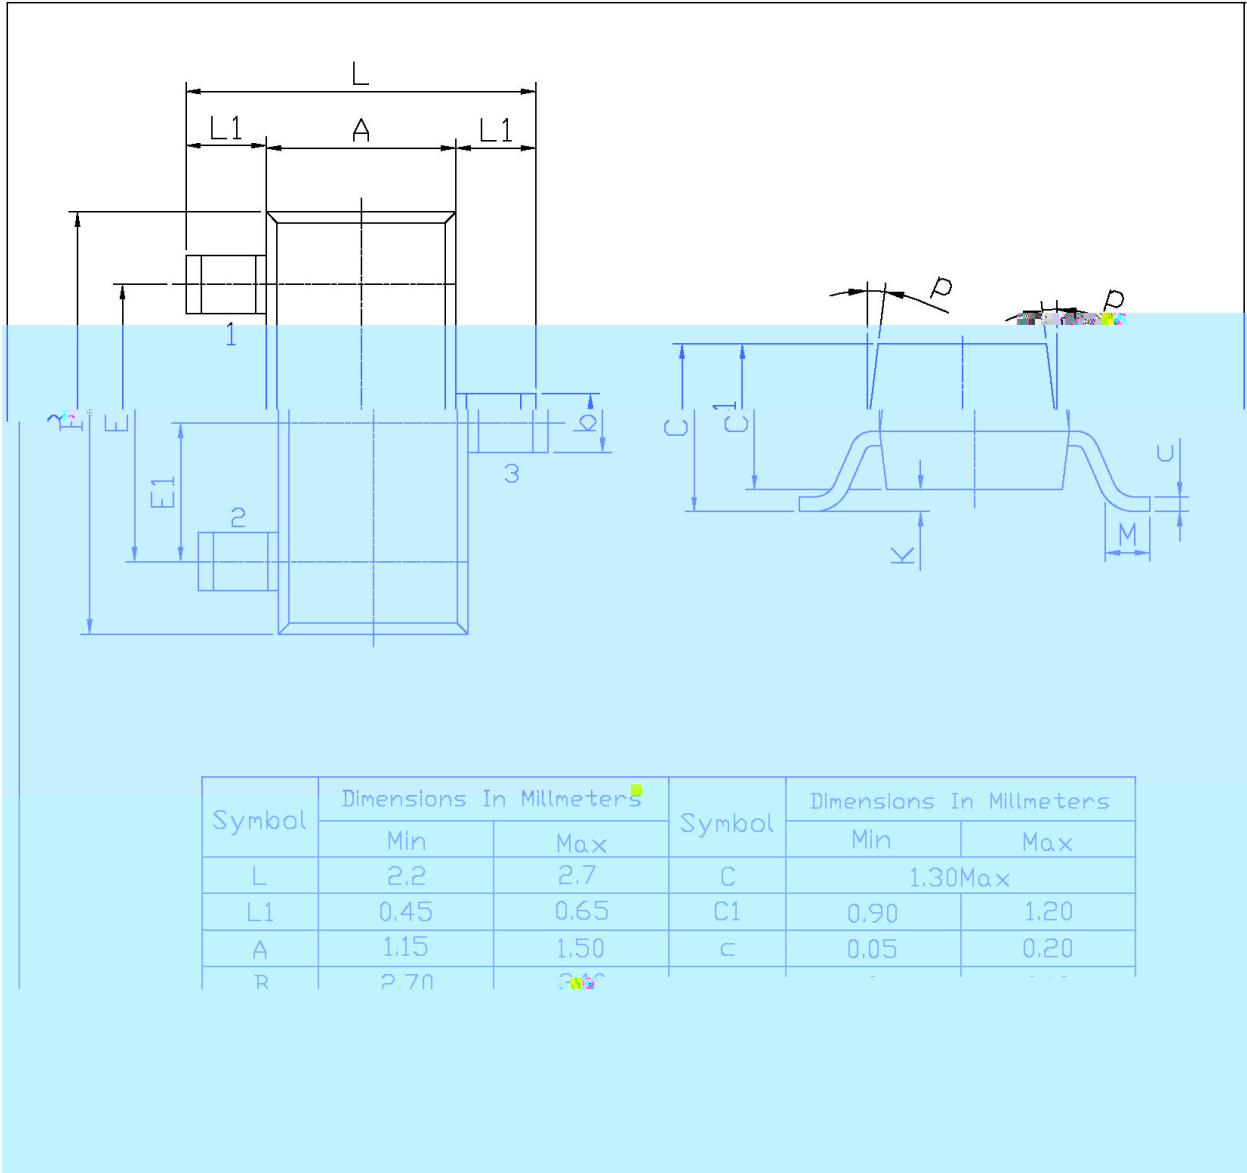 L
L1 A L1
p p
1
E C C1 b c
E1 3
2 M
K
Dimensions In Millmeters Dimensions In Millmeters
Symbol Symbol
Min Max Min Max
L 2.2 2.7 C 1.30Max
L1 0.45 0.65 C1 0.90 1.20
A 1.15 1.50 c 0.05 0.20
B 2.70